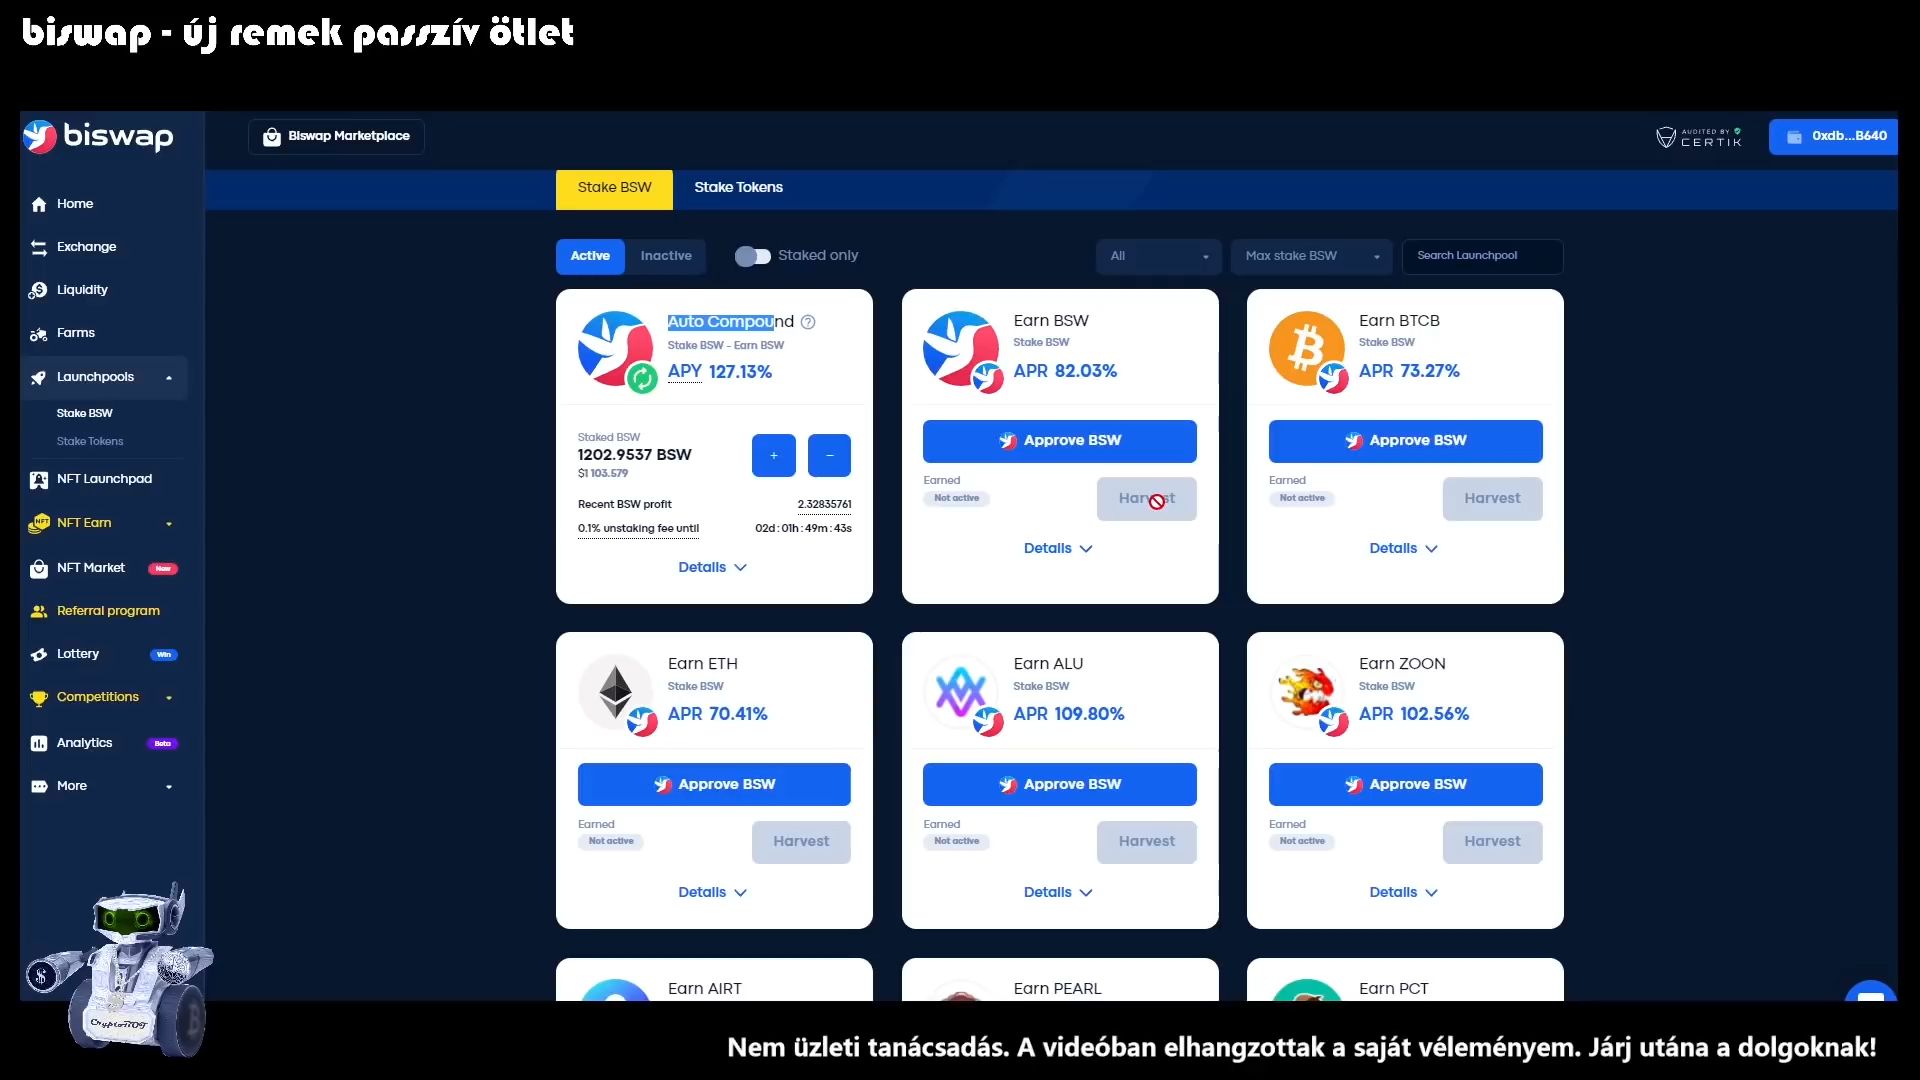 biswap - új remek passzív ötlet
biswap
Biswap Marketplace
AUDITED BY
CERTIK
0xdb...B640
Home
Exchange
Liquidity
Farms
Launchpools
Stake BSW
Stake Tokens
NFT Launchpad
NFT Earn
NFT Market New
Referral program
Lottery Win
Competitions
Analytics Beta
More
Stake BSW Stake Tokens
Active Inactive Staked only All Max stake BSW Search Launchpool
Auto Compound
Stake BSW - Earn BSW
APY 127.13%
Staked BSW
1202.9537 BSW
$1 103.579
+ -
Recent BSW profit 2.32835761
0.1% unstaking fee until 02d : 01h : 49m : 43s
Details
Earn BSW
Stake BSW
APR 82.03%
Approve BSW
Earned
Not active
Harvest
Details
Earn BTCB
Stake BSW
APR 73.27%
Approve BSW
Earned
Not active
Harvest
Details
Earn ETH
Stake BSW
APR 70.41%
Approve BSW
Earned
Not active
Harvest
Details
Earn ALU
Stake BSW
APR 109.80%
Approve BSW
Earned
Not active
Harvest
Details
Earn ZOON
Stake BSW
APR 102.56%
Approve BSW
Earned
Not active
Harvest
Details
Earn AIRT
Earn PEARL
Earn PCT
CryptoROT
Nem üzleti tanácsadás. A videóban elhangzottak a saját véleményem. Járj utána a dolgoknak!